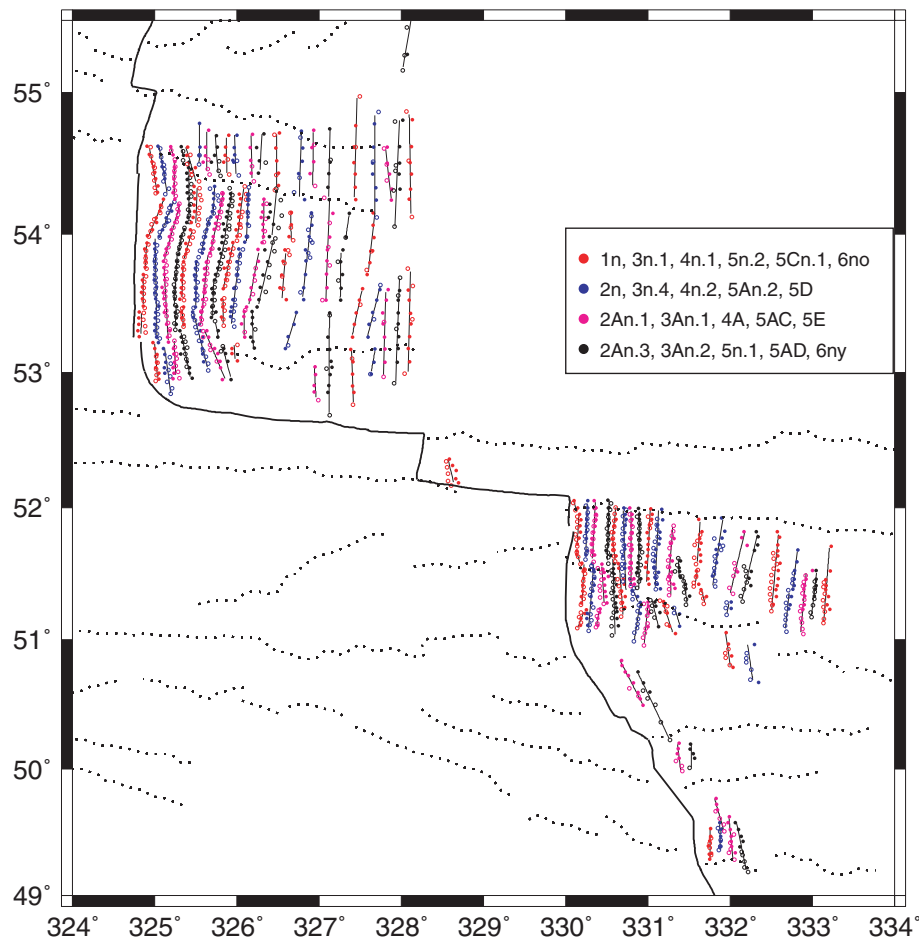 55°
54°
53°
52°
51°
50°
49°
1n, 3n.1, 4n.1, 5n.2, 5Cn.1, 6no
2n, 3n.4, 4n.2, 5An.2, 5D
2An.1, 3An.1, 4A, 5AC, 5E
2An.3, 3An.2, 5n.1, 5AD, 6ny
324° 325° 326° 327° 328° 329° 330° 331° 332° 333° 334°